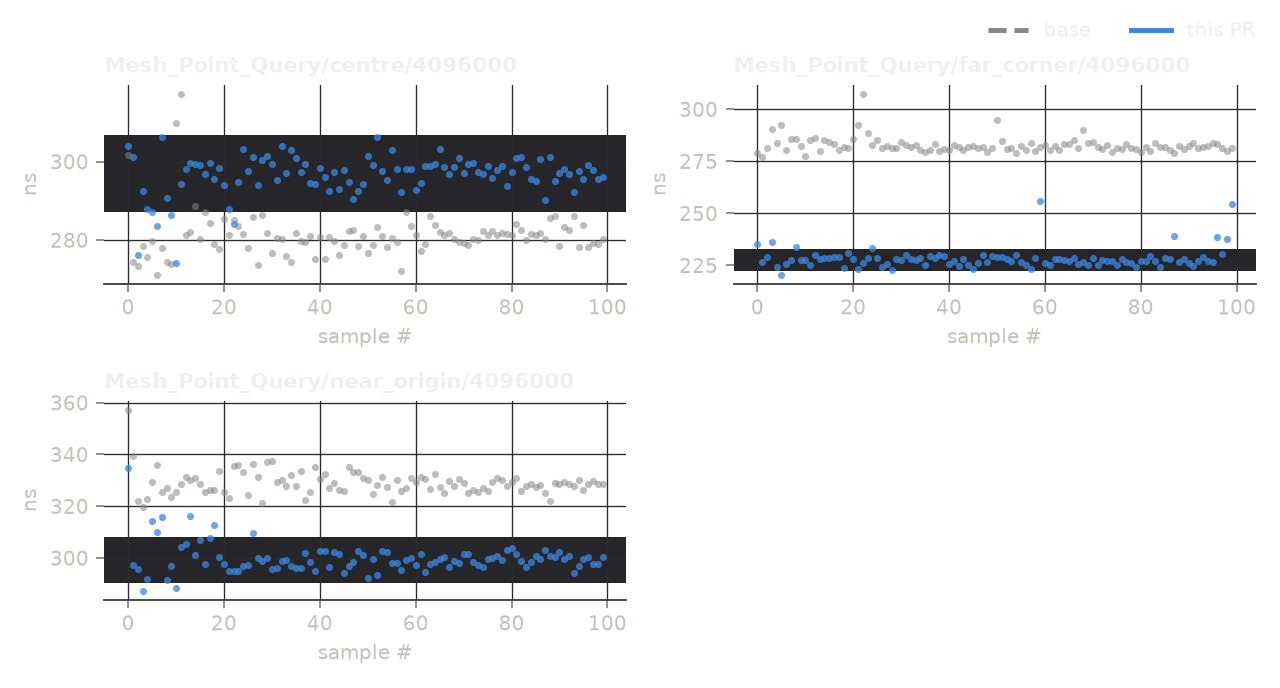 base this PR
Mesh_Point_Query/centre/4096000
Mesh_Point_Query/far_corner/4096000
ns
300
280
0 20 40 60 80 100
sample #
ns
300
275
250
225
0 20 40 60 80 100
sample #
Mesh_Point_Query/near_origin/4096000
ns
360
340
320
300
0 20 40 60 80 100
sample #